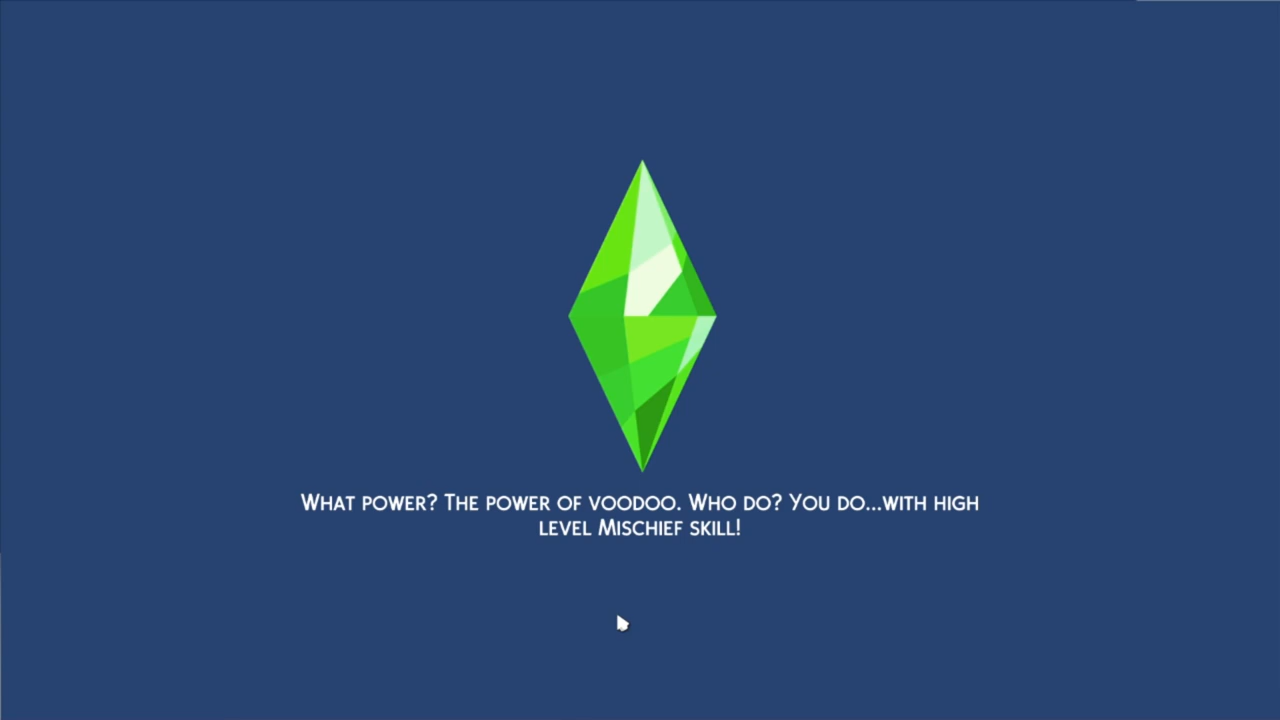 What power? The power of voodoo. Who do? You do...with high
level Mischief skill!